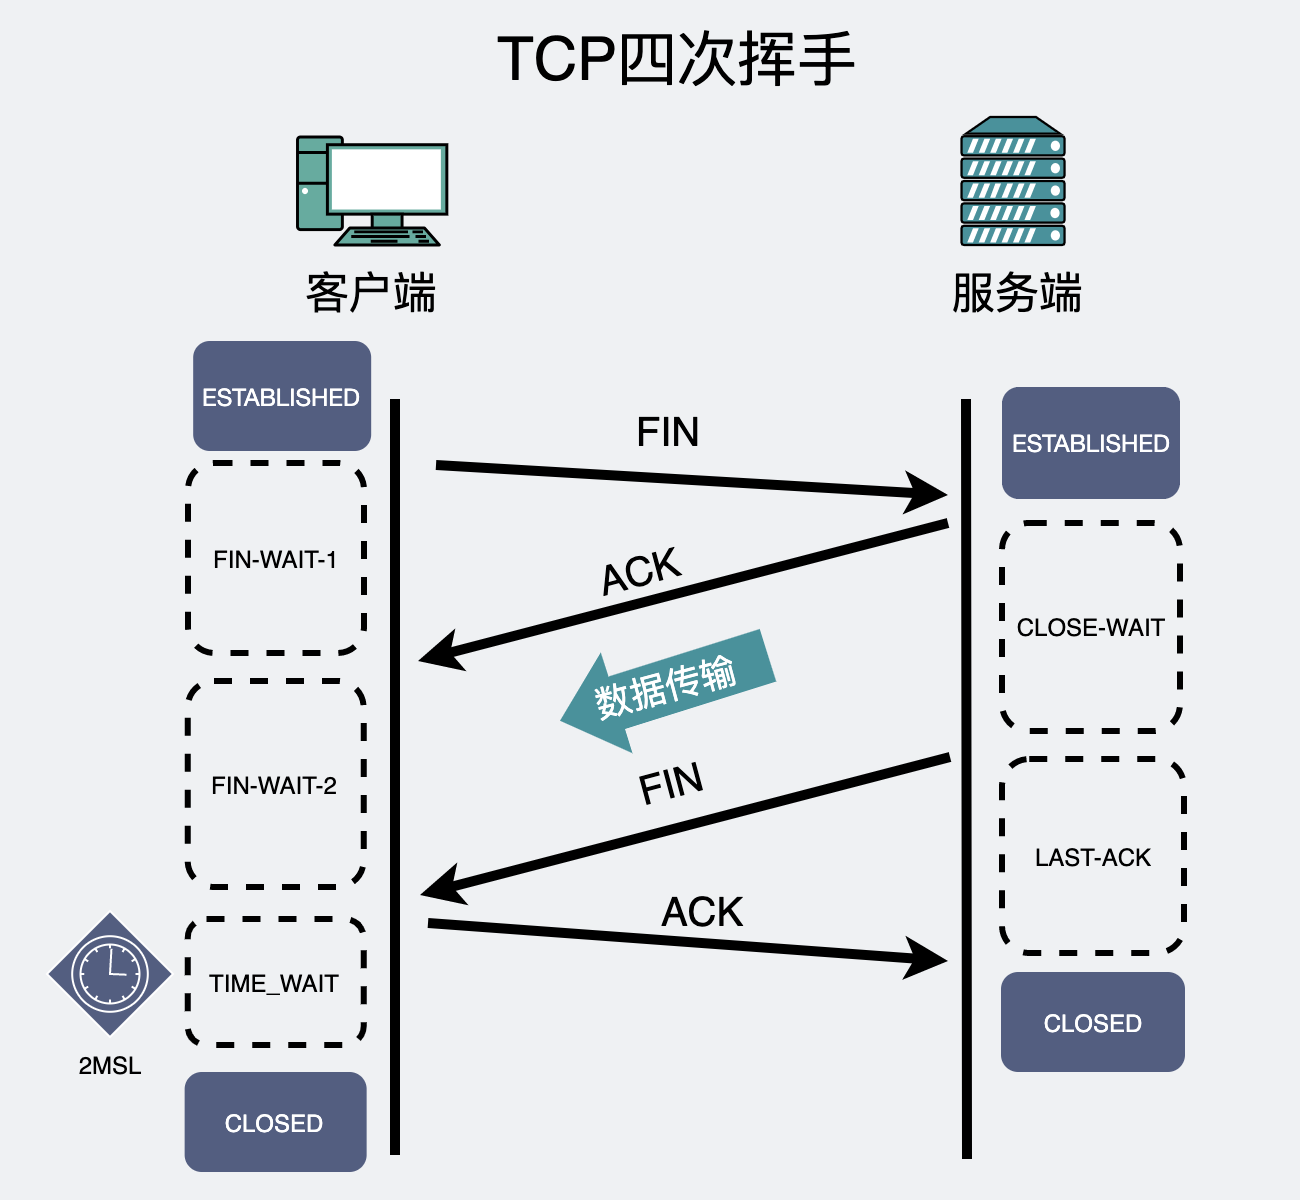 TCP四次挥手
客户端
服务端
ESTABLISHED
ESTABLISHED
FIN
FIN-WAIT-1
ACK
CLOSE-WAIT
数据传输
FIN-WAIT-2
FIN
LAST-ACK
ACK
TIME_WAIT
2MSL
CLOSED
CLOSED